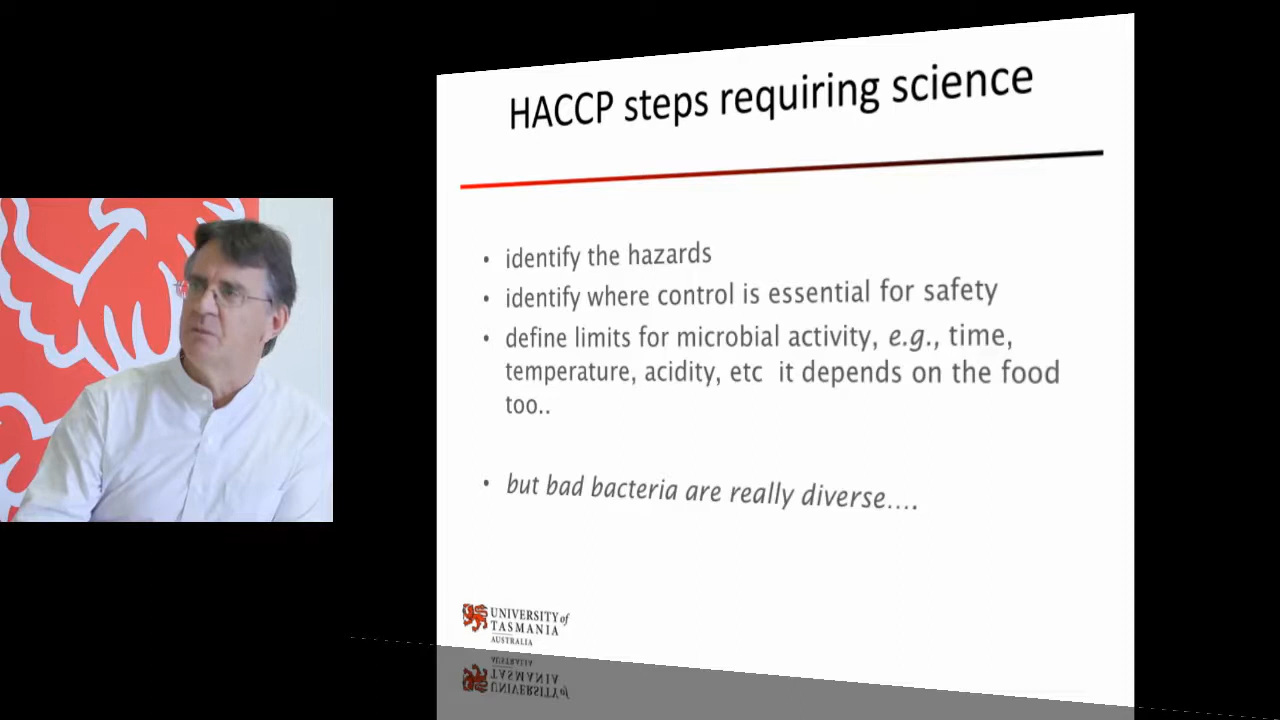 HACCP steps requiring science
• identify the hazards
• identify where control is essential for safety
• define limits for microbial activity, e.g., time,
temperature, acidity, etc it depends on the food
too..
• but bad bacteria are really diverse....
UNIVERSITY of
TASMANIA
AUSTRALIA